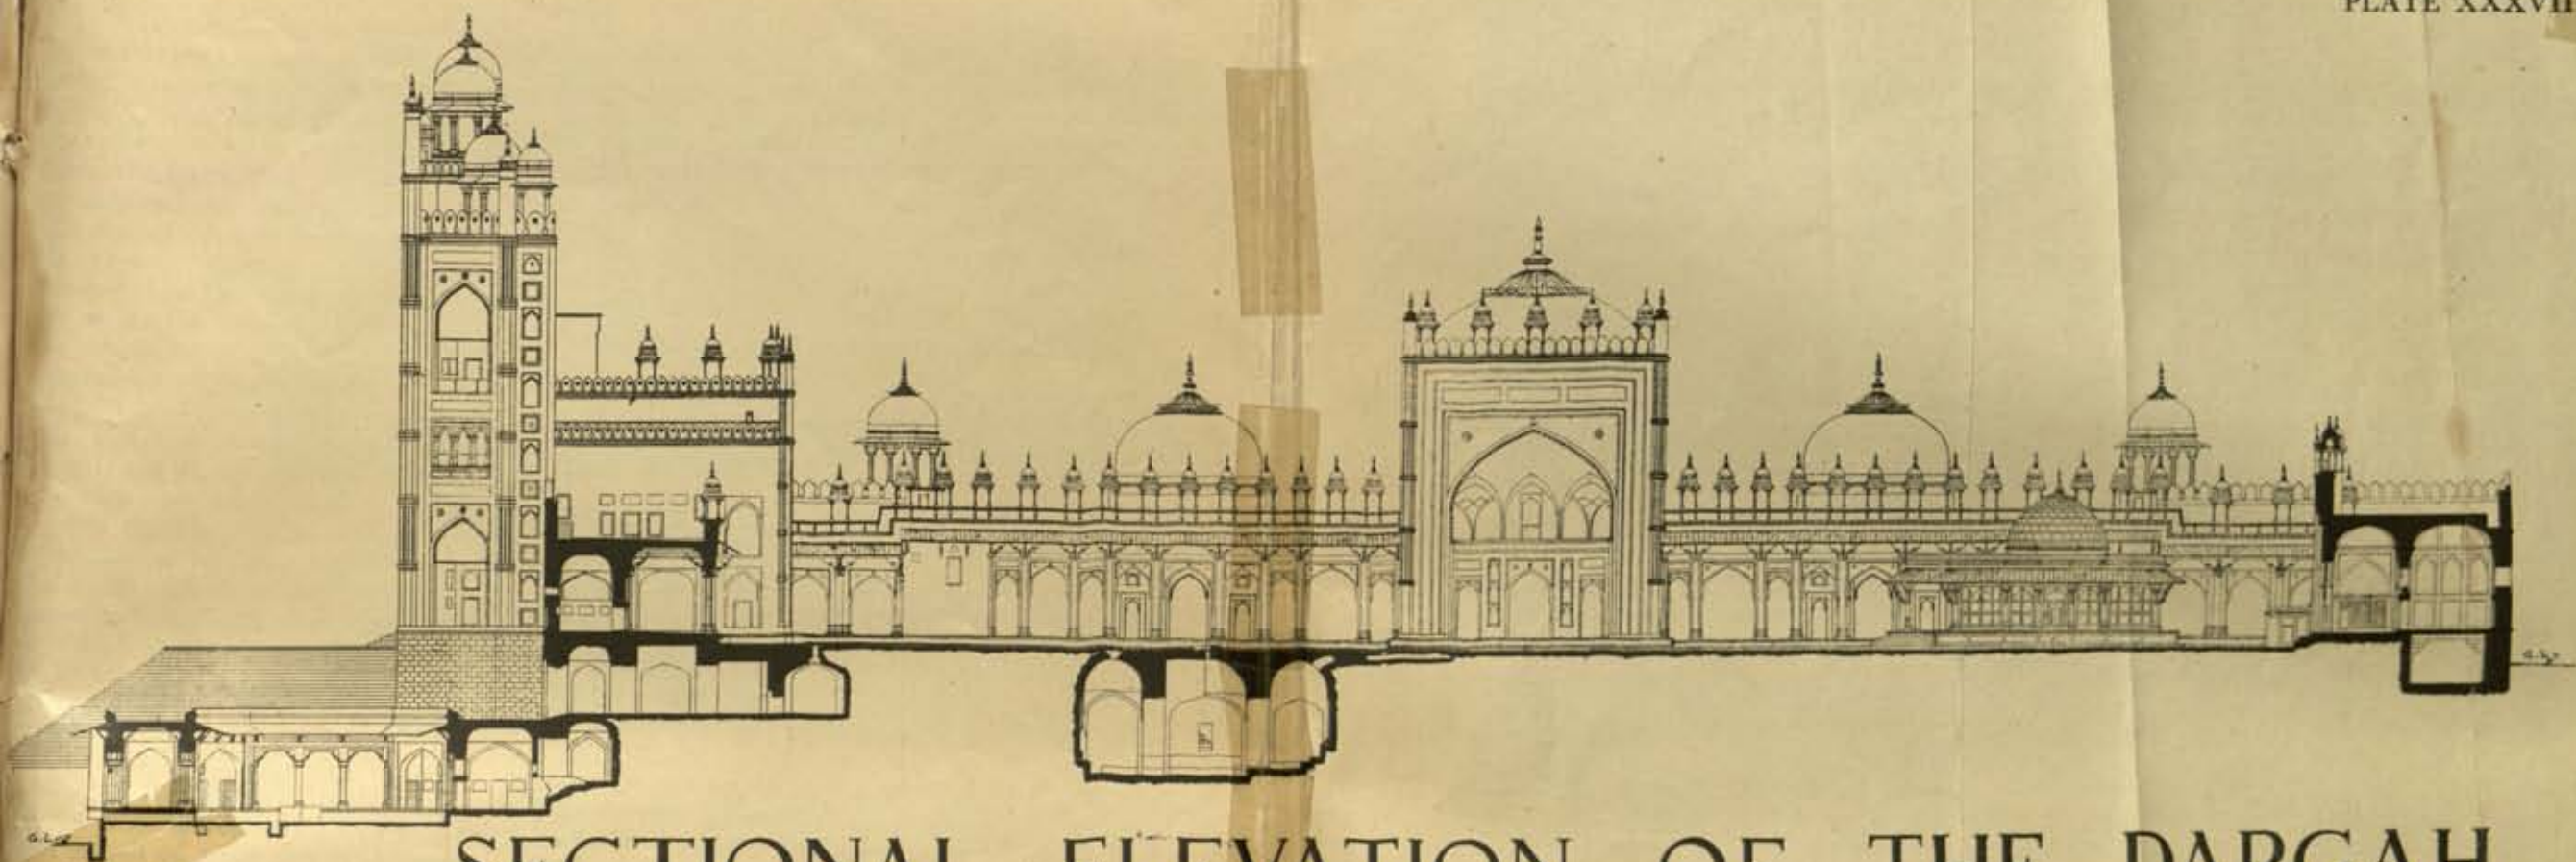 PLATE XXXVII
SECTIONAL ELEVATION OF THE DARGAH